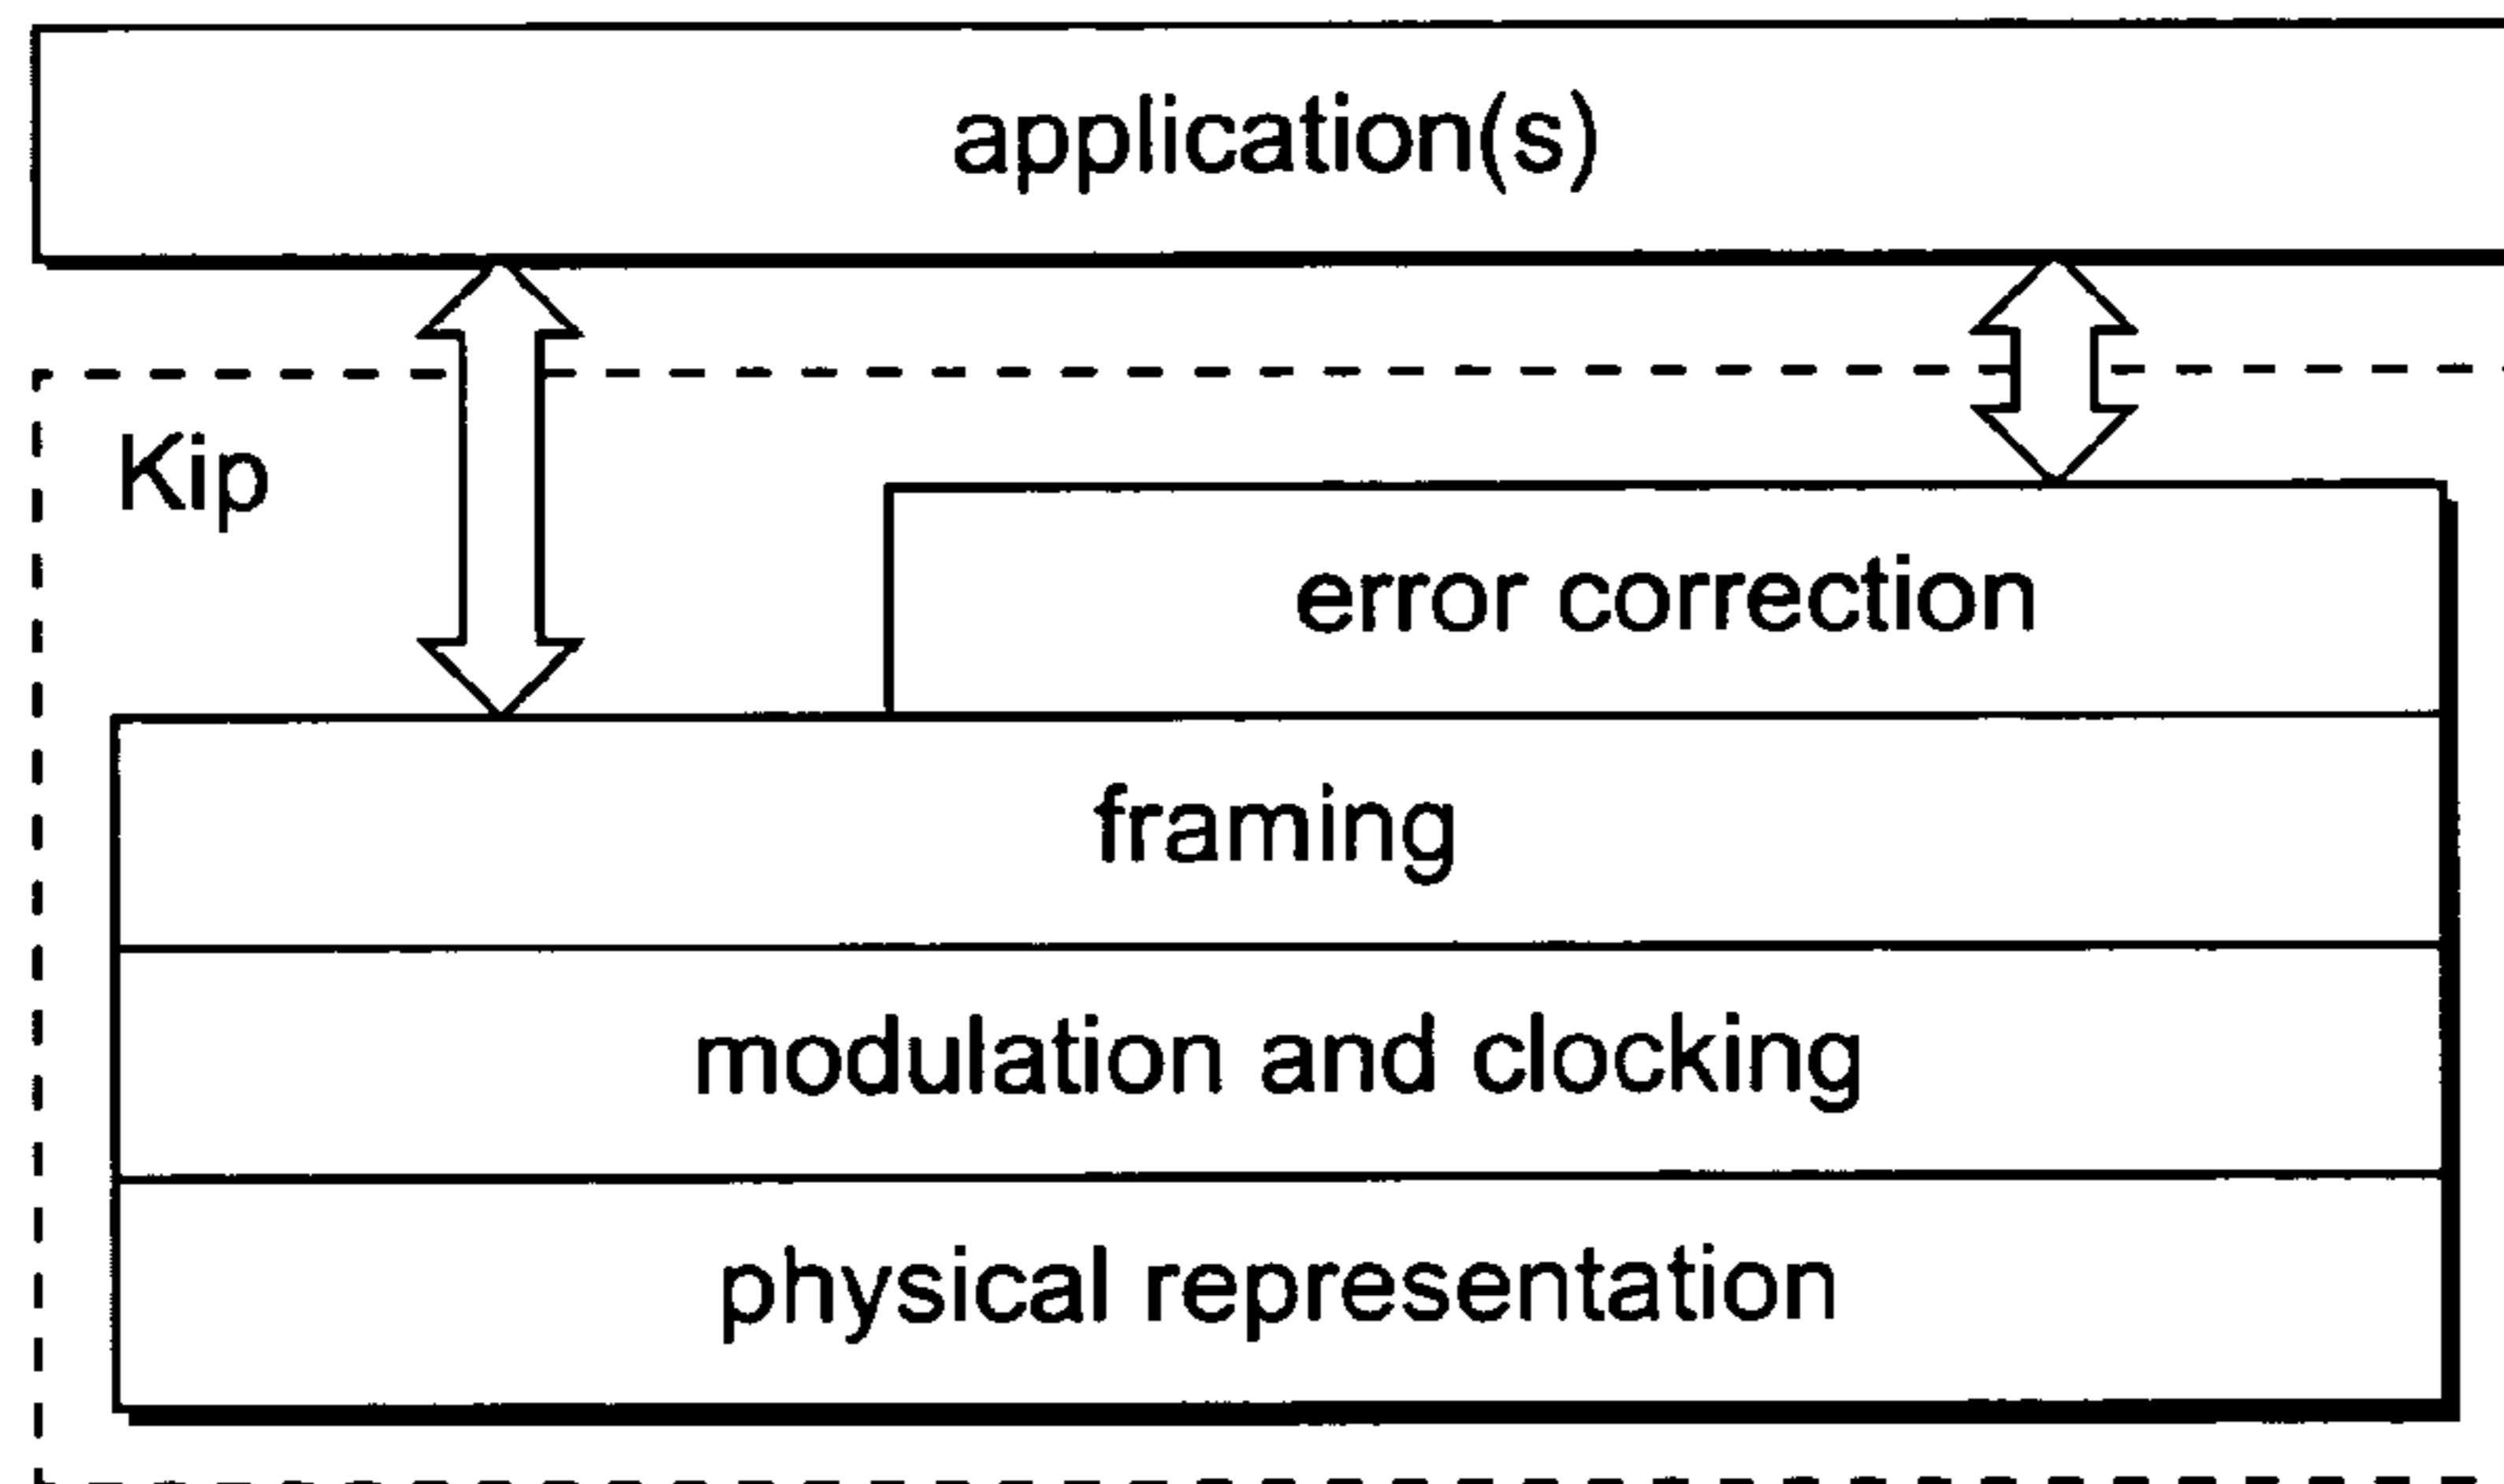 application(s)
Kip
error correction
framing
modulation and clocking
physical representation